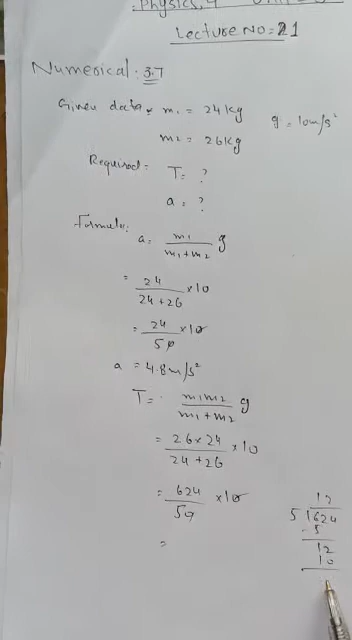 Physics, 9
Lecture No = 21
Numerical: 3.7
Given data, m₁ = 24 kg
g = 10 m/s²
m₂ = 26 kg
Required: T = ?
a = ?
Formula:
a = m₁ / m₁+m₂ g
= 24 / 24+26 × 10
= 24 / 50 × 10
a = 4.8 m/s²
T = m₁m₂ / m₁+m₂ g
= 26×24 / 24+26 × 10
= 624 / 50 × 10
=
12
5 | 624
-5
12
10